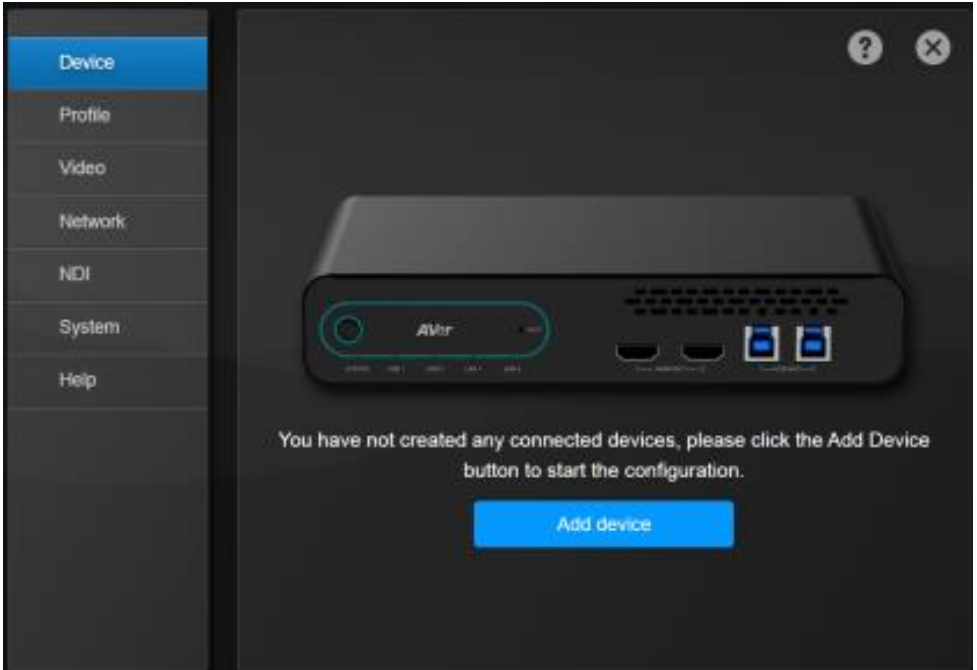 Device
Profile
Video
Network
NDI
System
Help
?
AVer
You have not created any connected devices, please click the Add Device
button to start the configuration.
Add device